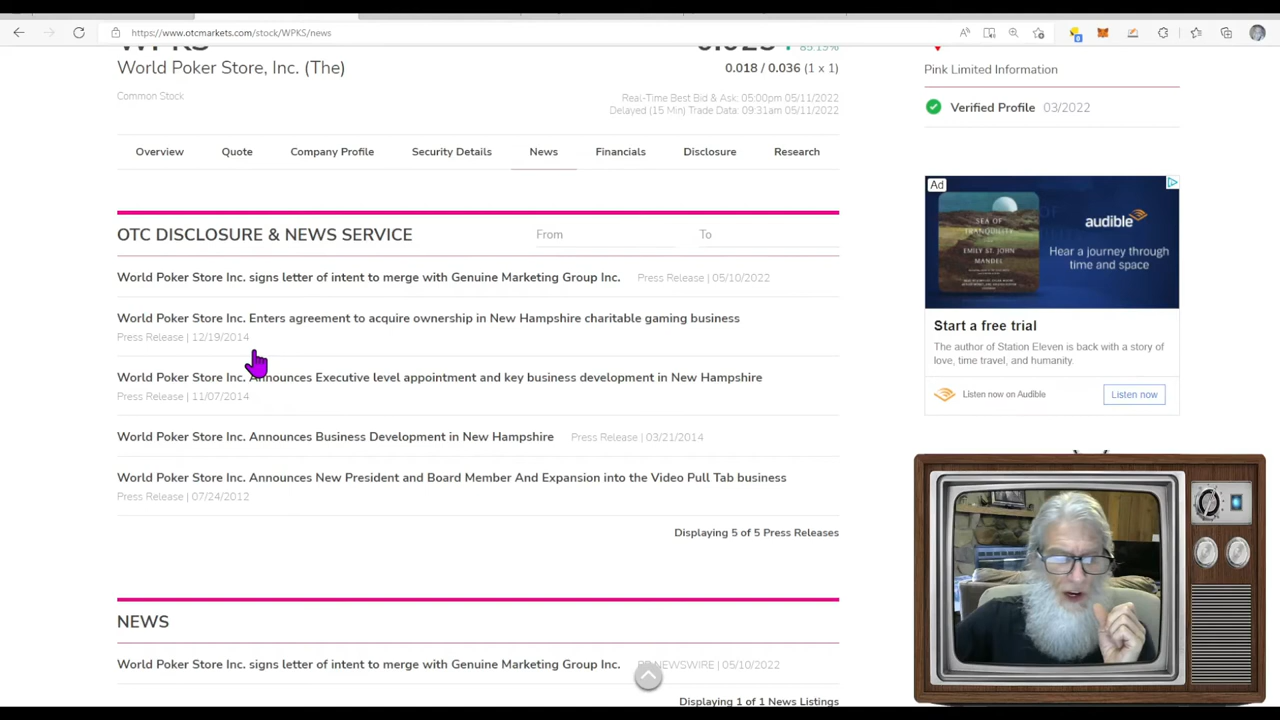 https://www.otcmarkets.com/stock/WPKS/news
WPKS
0.025 85.19%
World Poker Store, Inc. (The)
0.018 / 0.036 (1 x 1)
Common Stock
Real-Time Best Bid & Ask: 05:00pm 05/11/2022
Delayed (15 Min) Trade Data: 09:31am 05/11/2022
Pink Limited Information
Verified Profile 03/2022
Overview Quote Company Profile Security Details News Financials Disclosure Research
OTC DISCLOSURE & NEWS SERVICE From To
World Poker Store Inc. signs letter of intent to merge with Genuine Marketing Group Inc. Press Release | 05/10/2022
World Poker Store Inc. Enters agreement to acquire ownership in New Hampshire charitable gaming business
Press Release | 12/19/2014
World Poker Store Inc. Announces Executive level appointment and key business development in New Hampshire
Press Release | 11/07/2014
World Poker Store Inc. Announces Business Development in New Hampshire Press Release | 03/21/2014
World Poker Store Inc. Announces New President and Board Member And Expansion into the Video Pull Tab business
Press Release | 07/24/2012
Displaying 5 of 5 Press Releases
NEWS
World Poker Store Inc. signs letter of intent to merge with Genuine Marketing Group Inc. PR NEWSWIRE | 05/10/2022
Displaying 1 of 1 News Listings
Ad
SEA OF
TRANQUILITY
EMILY ST. JOHN
MANDEL
audible
Hear a journey through
time and space
Start a free trial
The author of Station Eleven is back with a story of
love, time travel, and humanity.
Listen now on Audible
Listen now